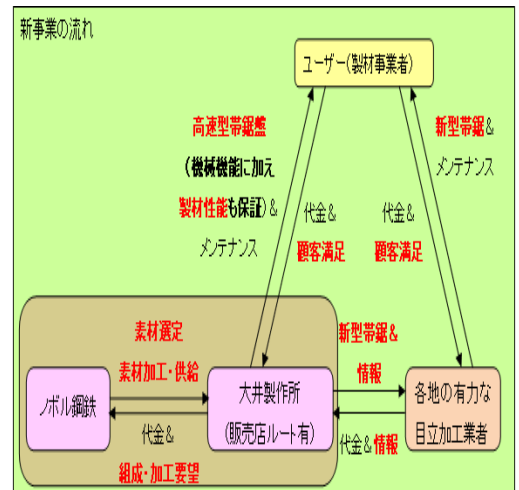 新事業の流れ
ユーザー(製材事業者)
高速型帯鋸盤
(機械機能に加え
製材性能も保証)&
メンテナンス
代金&
顧客満足
代金&
顧客満足
新型帯鋸&
メンテナンス
素材選定
素材加工・供給
ノボル鋼鉄
代金&
組成・加工要望
大井製作所
(販売店ルート有)
新型帯鋸&
情報
代金&情報
各地の有力な
目立加工業者